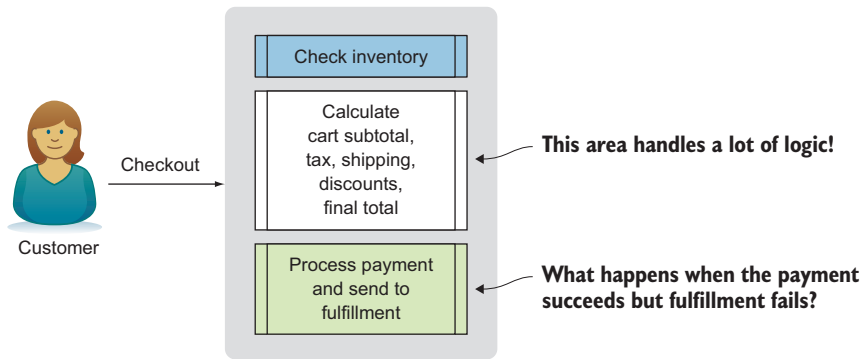 Check inventory
Calculate
cart subtotal,
tax, shipping,
discounts,
final total
This area handles a lot of logic!
Checkout
Customer
Process payment
and send to
fulfillment
What happens when the payment
succeeds but fulfillment fails?